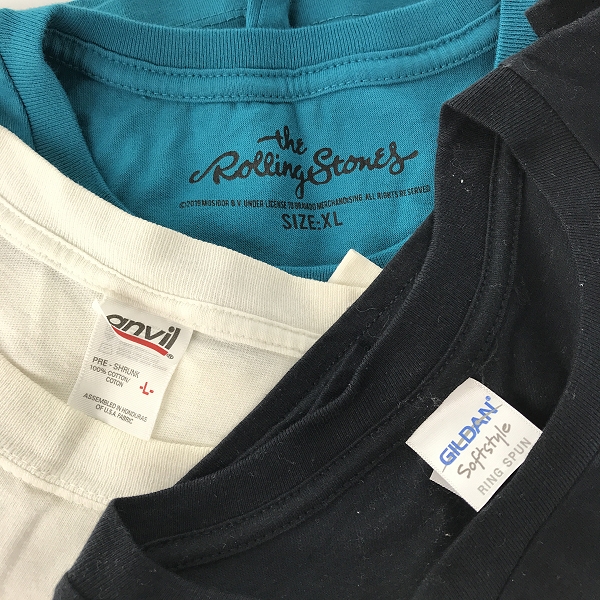 the
Rolling Stones
©2019 MUSIDOR B.V. UNDER LICENSE TO BRAVADO MERCHANDISING. ALL RIGHTS RESERVED
SIZE:XL
anvil®
PRE-SHRUNK
100% COTTON/
COTON
-L-
ASSEMBLED IN HONDURAS
OF U.S.A. FABRIC
GILDAN®
Softstyle
RING SPUN